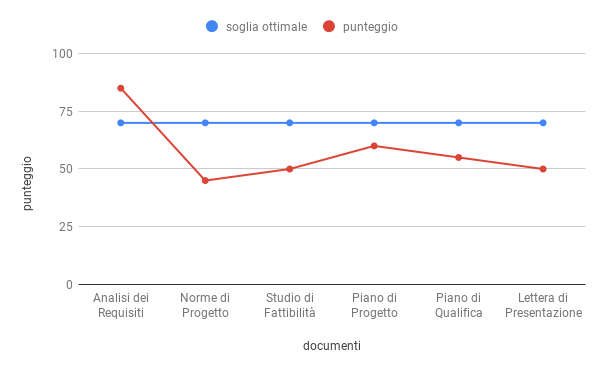 soglia ottimale
punteggio
100
75
50
25
0
punteggio
Analisi dei
Requisiti
Norme di
Progetto
Studio di
Fattibilità
Piano di
Progetto
Piano di
Qualifica
Lettera di
Presentazione
documenti